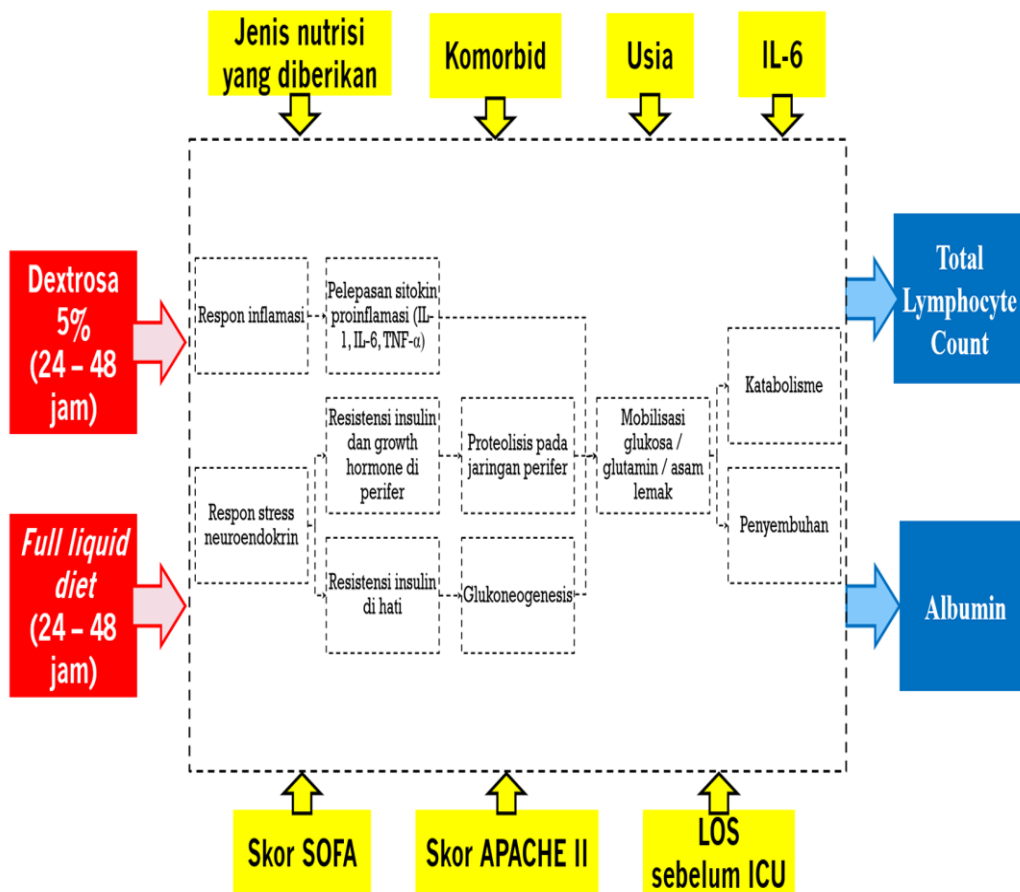 Jenis nutrisi
yang diberikan
Komorbid
Usia
IL-6
Dextrosa
5%
(24 – 48
jam)
Full liquid
diet
(24 – 48
jam)
Respon inflamasi
Pelepasan sitokin
proinflamasi (IL-
1, IL-6, TNF-α)
Resistensi insulin
dan growth
hormone di
perifer
Proteolisis pada
jaringan perifer
Mobilisasi
glukosa /
glutamin / asam
lemak
Katabolisme
Penyembuhan
Respon stress
neuroendokrin
Resistensi insulin
di hati
Glukoneogenesis
Total
Lymphocyte
Count
Albumin
Skor SOFA
Skor APACHE II
LOS
sebelum ICU